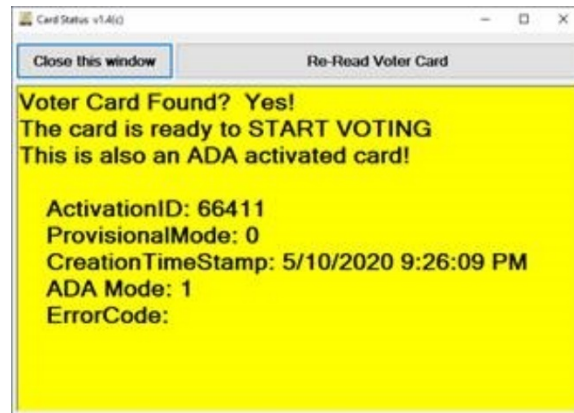 Card Status v1.4(c)
Close this window
Re-Read Voter Card
Voter Card Found? Yes!
The card is ready to START VOTING
This is also an ADA activated card!
ActivationID: 66411
ProvisionalMode: 0
CreationTimeStamp: 5/10/2020 9:26:09 PM
ADA Mode: 1
ErrorCode: